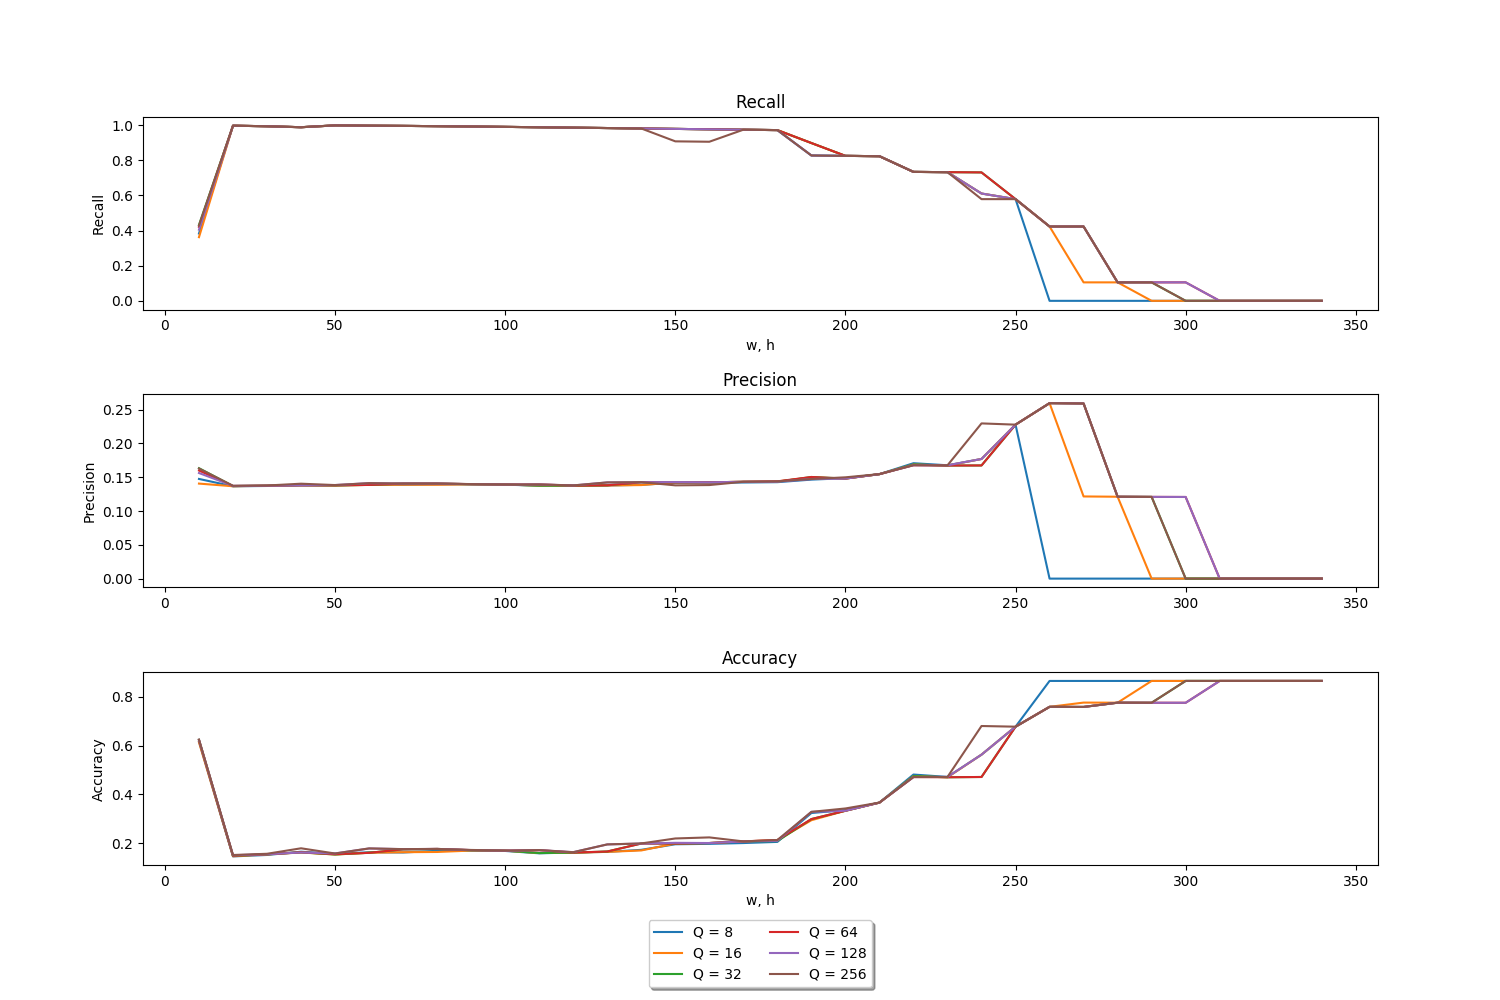 Recall
Recall
1.0
0.8
0.6
0.4
0.2
0.0
0 50 100 150 200 250 300 350
w, h
Precision
Precision
0.25
0.20
0.15
0.10
0.05
0.00
0 50 100 150 200 250 300 350
Accuracy
Accuracy
0.8
0.6
0.4
0.2
0 50 100 150 200 250 300 350
w, h
Q = 8 Q = 64
Q = 16 Q = 128
Q = 32 Q = 256